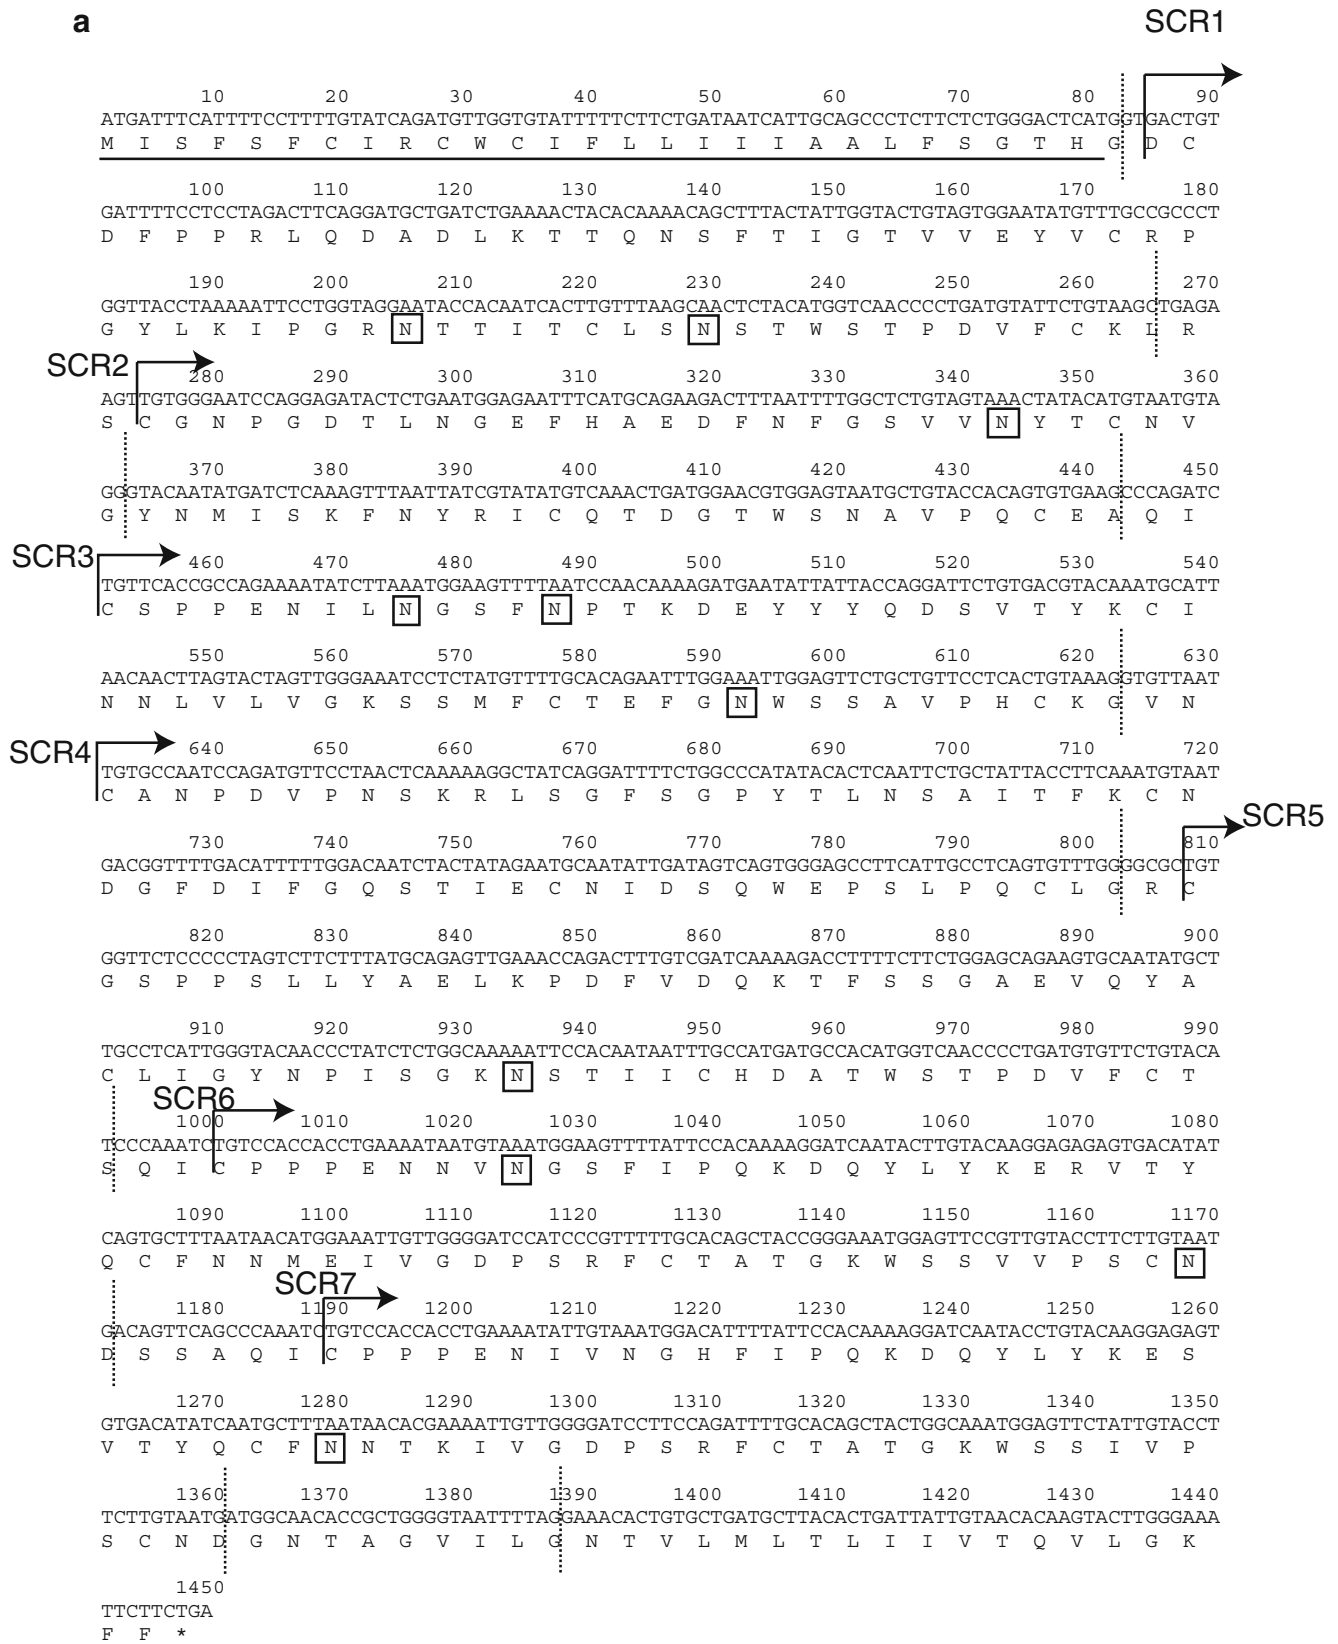 a
SCR1
10 20 30 40 50 60 70 80 90
ATGATTTCATTTTCCTTTTGTATCAGATGTTGGTGTATTTTTCTTCTGATAATCATTGCAGCCCTCTTCTCTGGGACTCATGGTGACTGT
M I S F S F C I R C W C I F L L I I I A A L F S G T H G D C
100 110 120 130 140 150 160 170 180
GATTTTCCTCCTAGACTTCAGGATGCTGATCTGAAAACTACACAAAACAGCTTTACTATTGGTACTGTAGTGGAATATGTTTGCCGCCCT
D F P P R L Q D A D L K T T Q N S F T I G T V V E Y V C R P
190 200 210 220 230 240 250 260 270
GGTTACCTAAAAATTCCTGGTAGGAATACCACAATCACTTGTTTAAGCAACTCTACATGGTCAACCCCTGATGTATTCTGTAAGCTGAGA
G Y L K I P G R N T T I T C L S N S T W S T P D V F C K L R
SCR2
280 290 300 310 320 330 340 350 360
AGTTGTGGGAATCCAGGAGATACTCTGAATGGAGAATTTCATGCAGAAGACTTTAATTTTGGCTCTGTAGTAAACTATACATGTAATGTA
S C G N P G D T L N G E F H A E D F N F G S V V N Y T C N V
370 380 390 400 410 420 430 440 450
GGGTACAATATGATCTCAAAGTTTAATTATCGTATATGTCAAACTGATGGAACGTGGAGTAATGCTGTACCACAGTGTGAAGCCCAGATC
G Y N M I S K F N Y R I C Q T D G T W S N A V P Q C E A Q I
SCR3
460 470 480 490 500 510 520 530 540
TGTTCACCGCCAGAAAATATCTTAAATGGAAGTTTTAATCCAACAAAAGATGAATATTATTACCAGGATTCTGTGACGTACAAATGCATT
C S P P E N I L N G S F N P T K D E Y Y Y Q D S V T Y K C I
550 560 570 580 590 600 610 620 630
AACAACTTAGTACTAGTTGGGAAATCCTCTATGTTTTGCACAGAATTTGGAAATTGGAGTTCTGCTGTTCCTCACTGTAAAGGTGTTAAT
N N L V L V G K S S M F C T E F G N W S S A V P H C K G V N
SCR4
640 650 660 670 680 690 700 710 720
TGTGCCAATCCAGATGTTCCTAACTCAAAAAGGCTATCAGGATTTTCTGGCCCATATACACTCAATTCTGCTATTACCTTCAAATGTAAT
C A N P D V P N S K R L S G F S G P Y T L N S A I T F K C N
SCR5
730 740 750 760 770 780 790 800 810
GACGGTTTTGACATTTTTGGACAATCTACTATAGAATGCAATATTGATAGTCAGTGGGAGCCTTCATTGCCTCAGTGTTTGGGGCGCTGT
D G F D I F G Q S T I E C N I D S Q W E P S L P Q C L G R C
820 830 840 850 860 870 880 890 900
GGTTCTCCCCCTAGTCTTCTTTATGCAGAGTTGAAACCAGACTTTGTCGATCAAAAGACCTTTTCTTCTGGAGCAGAAGTGCAATATGCT
G S P P S L L Y A E L K P D F V D Q K T F S S G A E V Q Y A
910 920 930 940 950 960 970 980 990
TGCCTCATTGGGTACAACCCTATCTCTGGCAAAAATTCCACAATAATTTGCCATGATGCCACATGGTCAACCCCTGATGTGTTCTGTACA
C L I G Y N P I S G K N S T I I C H D A T W S T P D V F C T
SCR6
1000 1010 1020 1030 1040 1050 1060 1070 1080
TCCCAAATCTGTCCACCACCTGAAAATAATGTAAATGGAAGTTTTATTCCACAAAAGGATCAATACTTGTACAAGGAGAGAGTGACATAT
S Q I C P P P E N N V N G S F I P Q K D Q Y L Y K E R V T Y
1090 1100 1110 1120 1130 1140 1150 1160 1170
CAGTGCTTTAATAACATGGAAATTGTTGGGGATCCATCCCGTTTTTGCACAGCTACCGGGAAATGGAGTTCCGTTGTACCTTCTTGTAAT
Q C F N N M E I V G D P S R F C T A T G K W S S V V P S C N
SCR7
1180 1190 1200 1210 1220 1230 1240 1250 1260
GACAGTTCAGCCCAAATCTGTCCACCACCTGAAAATATTGTAAATGGACATTTTATTCCACAAAAGGATCAATACCTGTACAAGGAGAGT
D S S A Q I C P P P E N I V N G H F I P Q K D Q Y L Y K E S
1270 1280 1290 1300 1310 1320 1330 1340 1350
GTGACATATCAATGCTTTAATAACACGAAAATTGTTGGGGATCCTTCCAGATTTTGCACAGCTACTGGCAAATGGAGTTCTATTGTACCT
V T Y Q C F N N T K I V G D P S R F C T A T G K W S S I V P
1360 1370 1380 1390 1400 1410 1420 1430 1440
TCTTGTAATGATGGCAACACCGCTGGGGTAATTTTAGGAAACACTGTGCTGATGCTTACACTGATTATTGTAACACAAGTACTTGGGAAA
S C N D G N T A G V I L G N T V L M L T L I I V T Q V L G K
1450
TTCTTCTGA
F F *